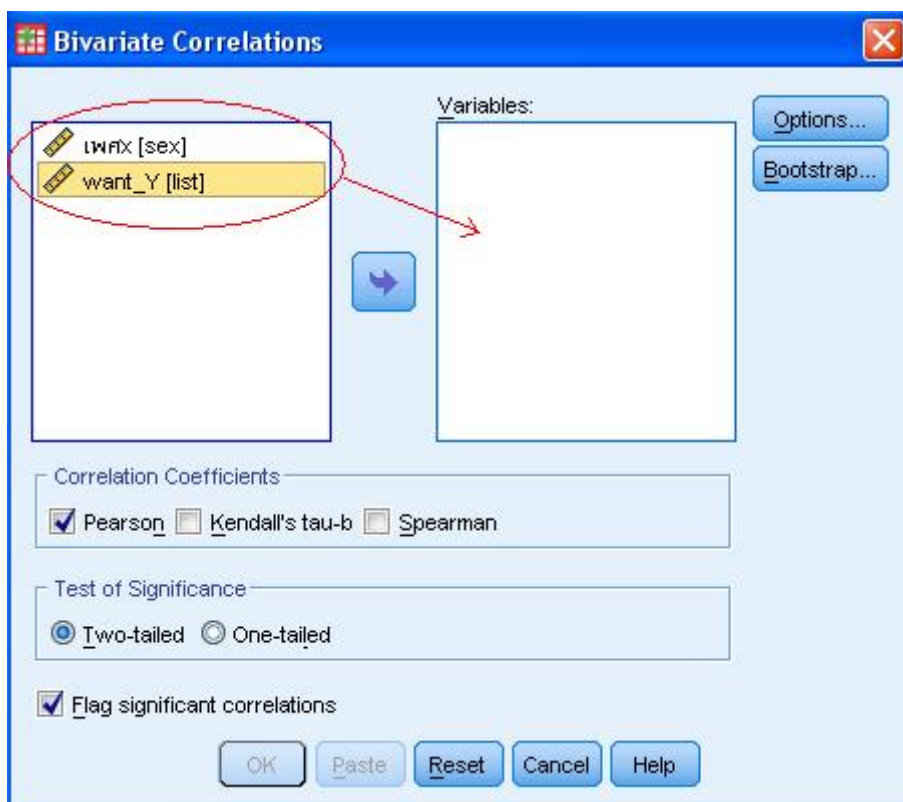 Bivariate Correlations
Variables:
เพศx [sex]
want_Y [list]
Options...
Bootstrap...
Correlation Coefficients
Pearson Kendall's tau-b Spearman
Test of Significance
Two-tailed One-tailed
Flag significant correlations
OK Paste Reset Cancel Help